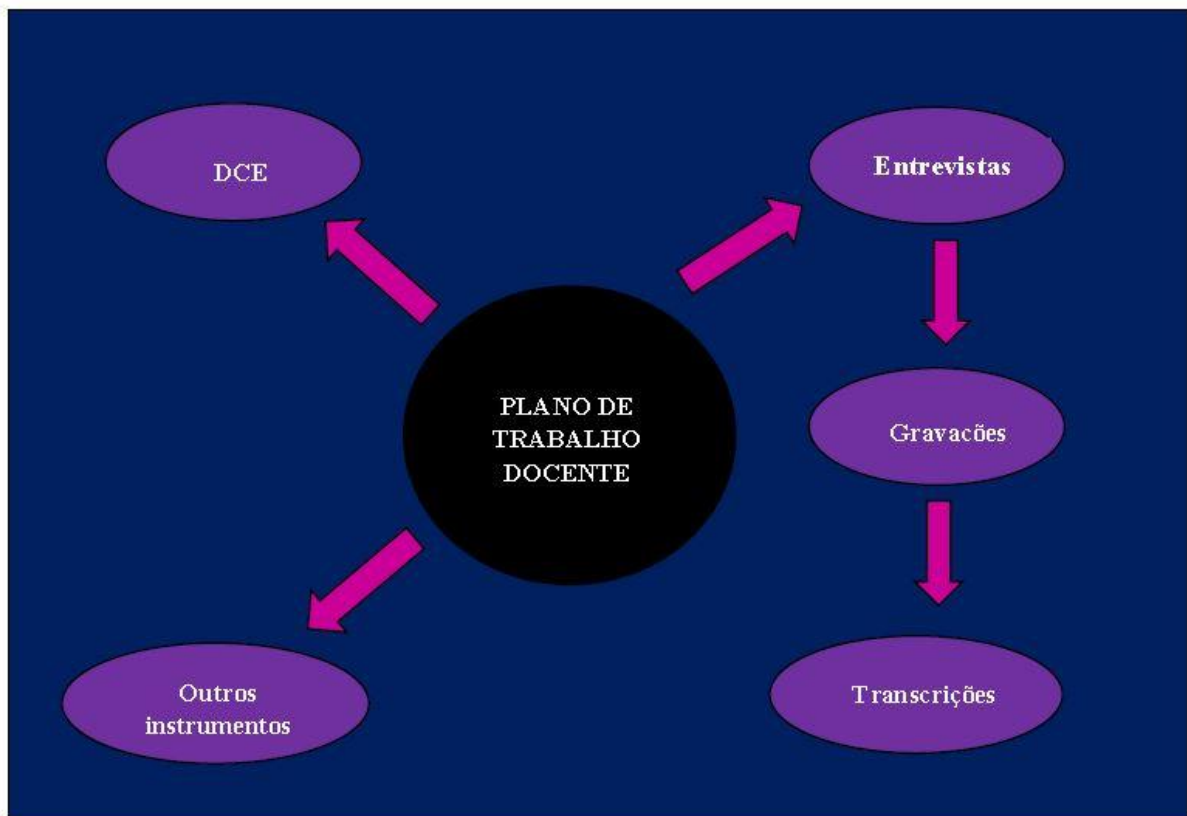 DCE
Entrevistas
PLANO DE
TRABALHO
DOCENTE
Gravacões
Outros
instrumentos
Transcrições